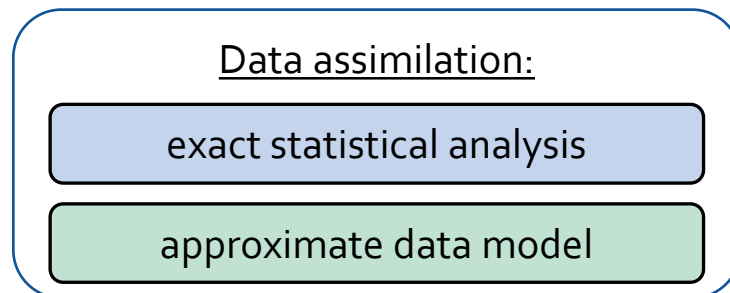 Data assimilation:
exact statistical analysis
approximate data model